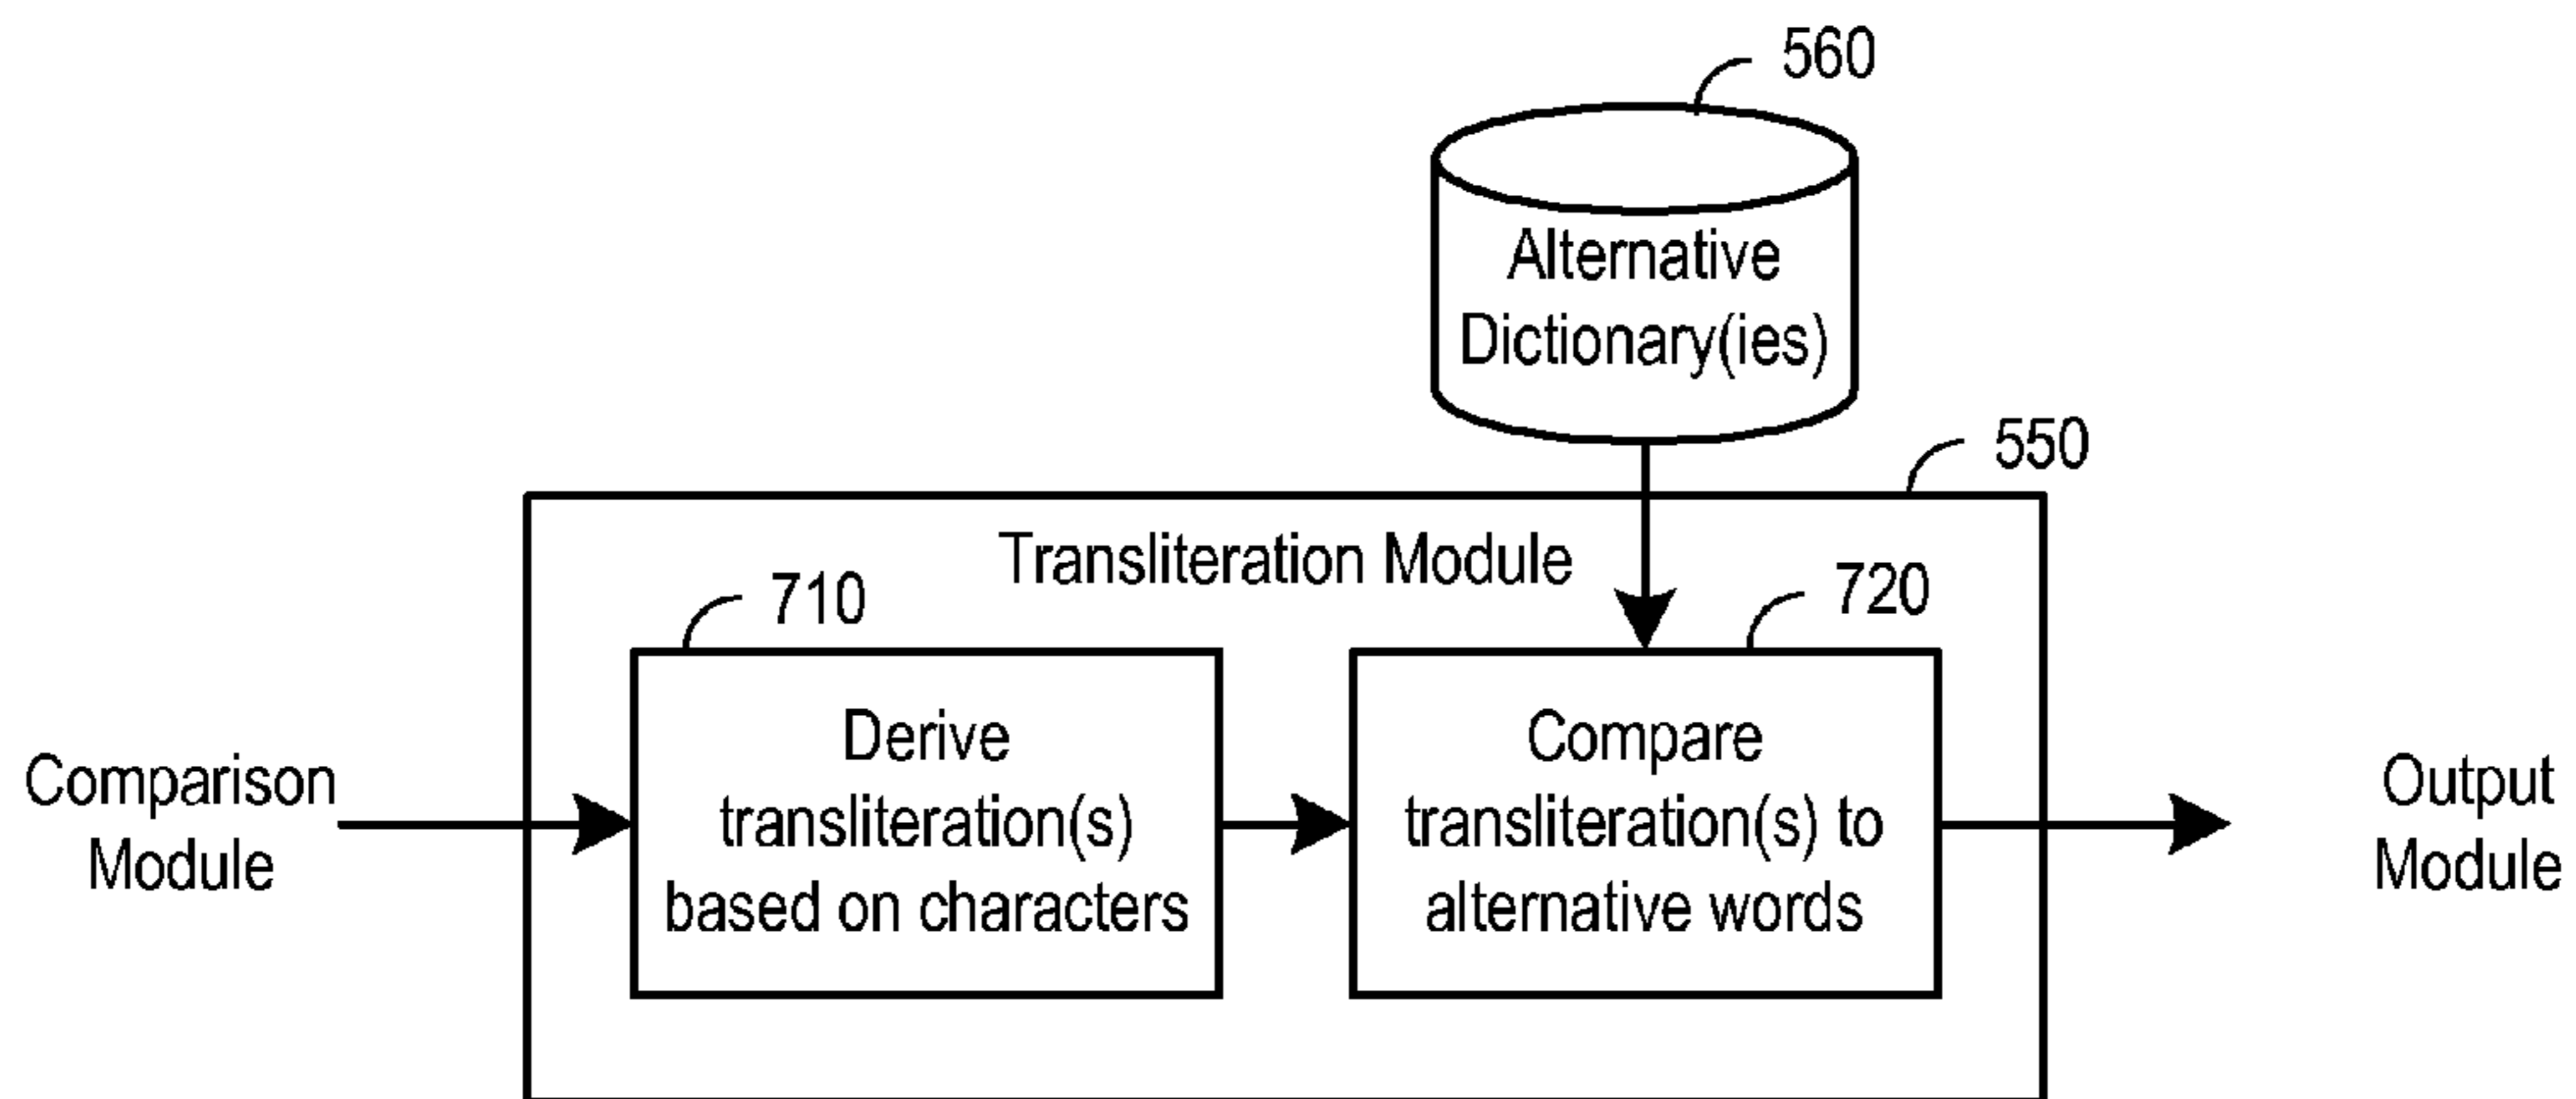 560
Alternative
Dictionary(ies)
550
Transliteration Module
710
720
Derive
transliteration(s)
based on characters
Compare
transliteration(s) to
alternative words
Comparison
Module
Output
Module